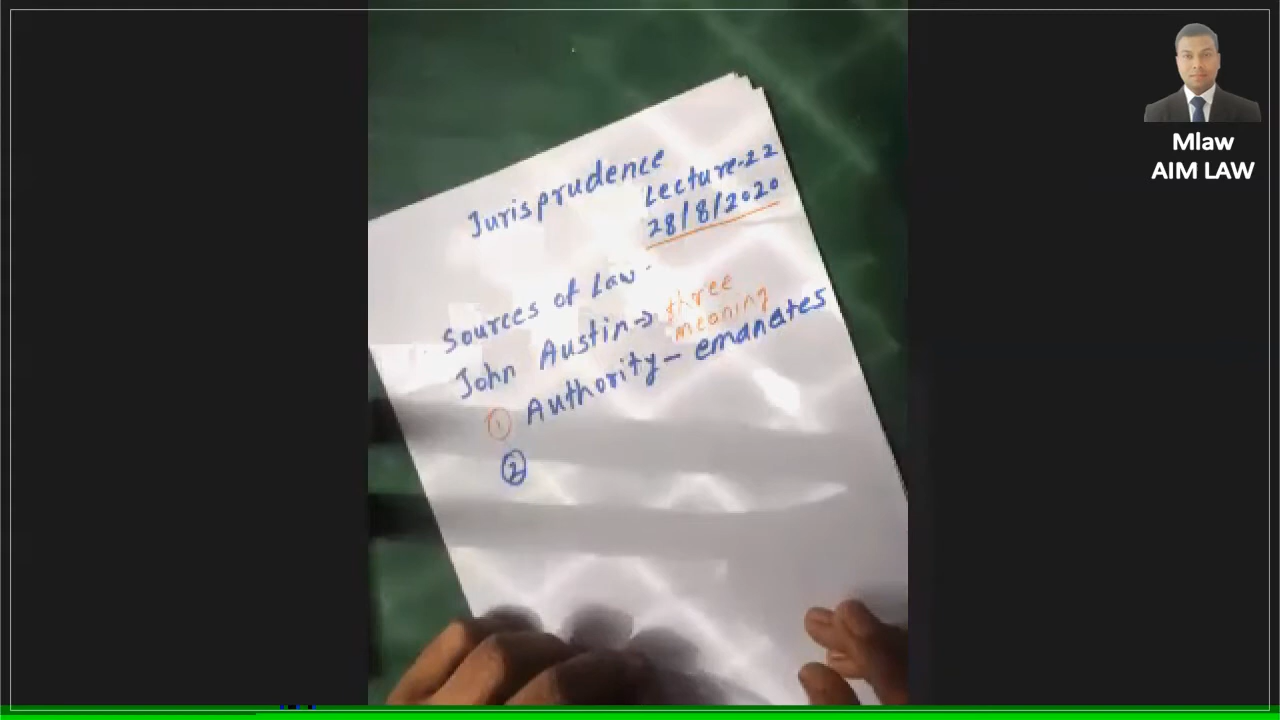 Jurisprudence
Lecture-22
28/8/2020
Sources of Law.
John Austin→ three meaning
① Authority - emanates
②
Mlaw
AIM LAW